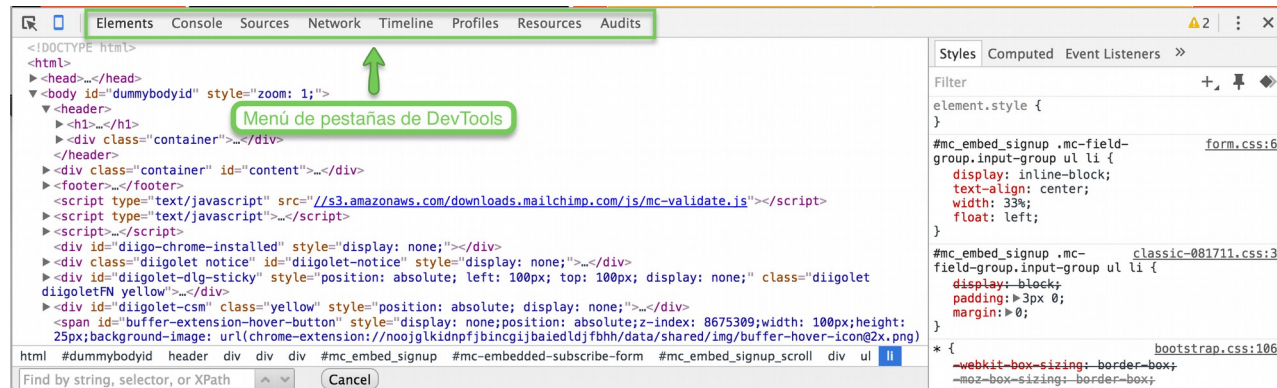 Elements Console Sources Network Timeline Profiles Resources Audits
2
<!DOCTYPE html>
<html>
▶<head>…</head>
▼<body id="dummybodyid" style="zoom: 1;">
▼<header>
▶<h1>…</h1>
▶<div class="container">…</div>
</header>
▶<div class="container" id="content">…</div>
▶<footer>…</footer>
<script type="text/javascript" src="//s3.amazonaws.com/downloads.mailchimp.com/js/mc-validate.js"></script>
▶<script type="text/javascript">…</script>
▶<script>…</script>
<div id="diigo-chrome-installed" style="display: none;"></div>
▶<div class="diigolet notice" id="diigolet-notice" style="display: none;">…</div>
▶<div id="diigolet-dlg-sticky" style="position: absolute; left: 100px; top: 100px; display: none;" class="diigolet
diigoletFN yellow">…</div>
▶<div id="diigolet-csm" class="yellow" style="position: absolute; display: none;">…</div>
<span id="buffer-extension-hover-button" style="display: none;position: absolute;z-index: 8675309;width: 100px;height:
25px;background-image: url(chrome-extension://noojglkidnpfjbincgijbaiedldjfbhh/data/shared/img/buffer-hover-icon@2x.png)
Menú de pestañas de DevTools
html #dummybodyid header div div div #mc_embed_signup #mc-embedded-subscribe-form #mc_embed_signup_scroll div ul li
Find by string, selector, or XPath
Cancel
Styles Computed Event Listeners »
Filter
element.style {
}
#mc_embed_signup .mc-field- form.css:6
group.input-group ul li {
display: inline-block;
text-align: center;
width: 33%;
float: left;
}
#mc_embed_signup .mc- classic-081711.css:3
field-group.input-group ul li {
display: block;
padding:▶3px 0;
margin:▶0;
}
* { bootstrap.css:106
-webkit-box-sizing: border-box;
-moz-box-sizing: border-box;